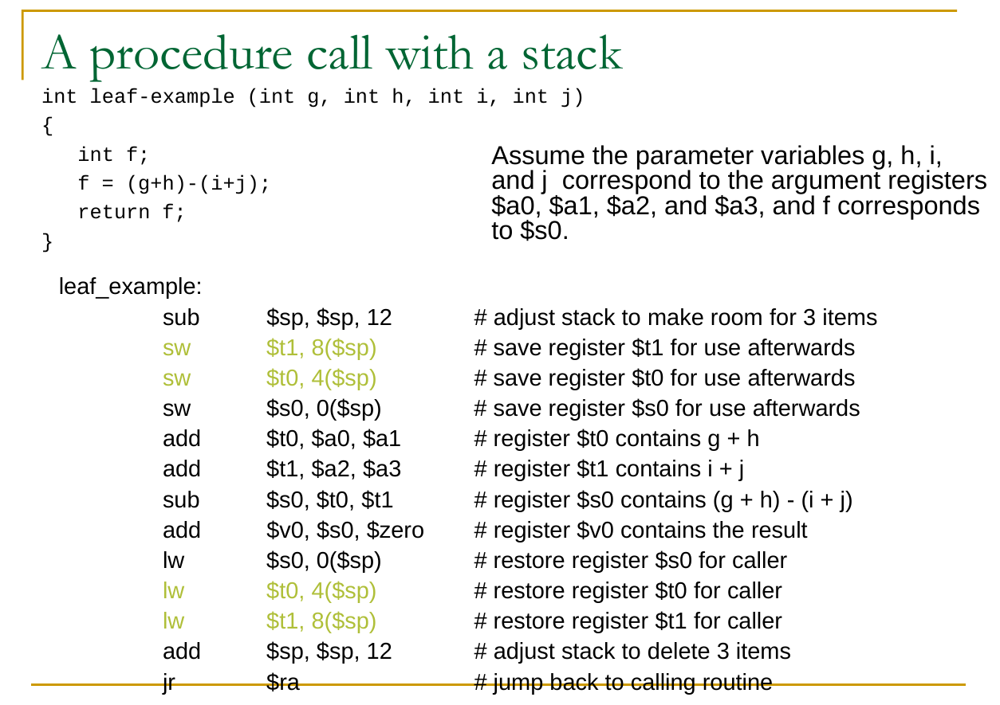 A procedure call with a stack
int leaf-example (int g, int h, int i, int j)
{
int f;
f = (g+h)-(i+j);
return f;
}
Assume the parameter variables g, h, i,
and j correspond to the argument registers
$a0, $a1, $a2, and $a3, and f corresponds
to $s0.
leaf_example:
sub $sp, $sp, 12 # adjust stack to make room for 3 items
sw $t1, 8($sp) # save register $t1 for use afterwards
sw $t0, 4($sp) # save register $t0 for use afterwards
sw $s0, 0($sp) # save register $s0 for use afterwards
add $t0, $a0, $a1 # register $t0 contains g + h
add $t1, $a2, $a3 # register $t1 contains i + j
sub $s0, $t0, $t1 # register $s0 contains (g + h) - (i + j)
add $v0, $s0, $zero # register $v0 contains the result
lw $s0, 0($sp) # restore register $s0 for caller
lw $t0, 4($sp) # restore register $t0 for caller
lw $t1, 8($sp) # restore register $t1 for caller
add $sp, $sp, 12 # adjust stack to delete 3 items
jr $ra # jump back to calling routine